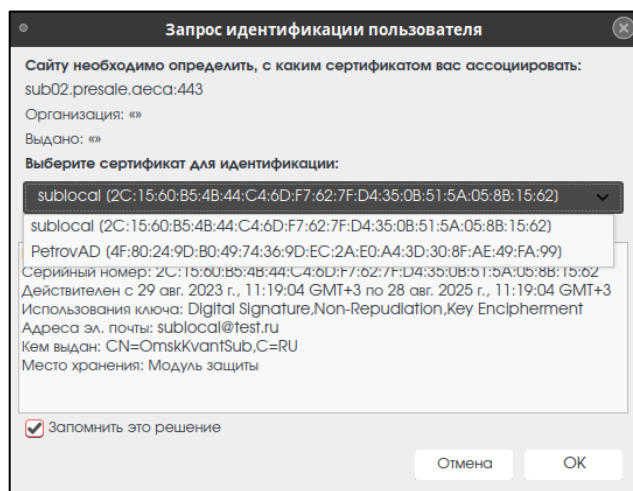 Запрос идентификации пользователя
Сайту необходимо определить, с каким сертификатом вас ассоциировать:
sub02.presale.aeca:443
Организация: «»
Выдано: «»
Выберите сертификат для идентификации:
sublocal (2C:15:60:B5:4B:44:C4:6D:F7:62:7F:D4:35:0B:51:5A:05:8B:15:62)
sublocal (2C:15:60:B5:4B:44:C4:6D:F7:62:7F:D4:35:0B:51:5A:05:8B:15:62)
PetrovAD (4F:80:24:9D:B0:49:74:36:9D:EC:2A:E0:A4:3D:30:8F:AE:49:FA:99)
Серийный номер: 2C:15:60:B5:4B:44:C4:6D:F7:62:7F:D4:35:0B:51:5A:05:8B:15:62
Действителен с 29 авг. 2023 г., 11:19:04 GMT+3 по 28 авг. 2025 г., 11:19:04 GMT+3
Использования ключа: Digital Signature,Non-Repudiation,Key Encipherment
Адреса эл. почты: sublocal@test.ru
Кем выдан: CN=OmskKvantSub,C=RU
Место хранения: Модуль защиты
Запомнить это решение
Отмена
OK